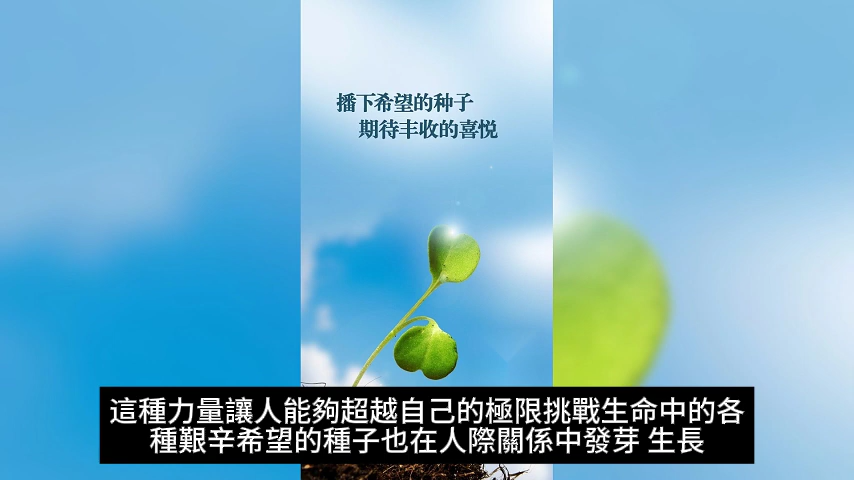 播下希望的种子
期待丰收的喜悦
這種力量讓人能夠超越自己的極限挑戰生命中的各
種艱辛希望的種子也在人際關係中發芽 生長